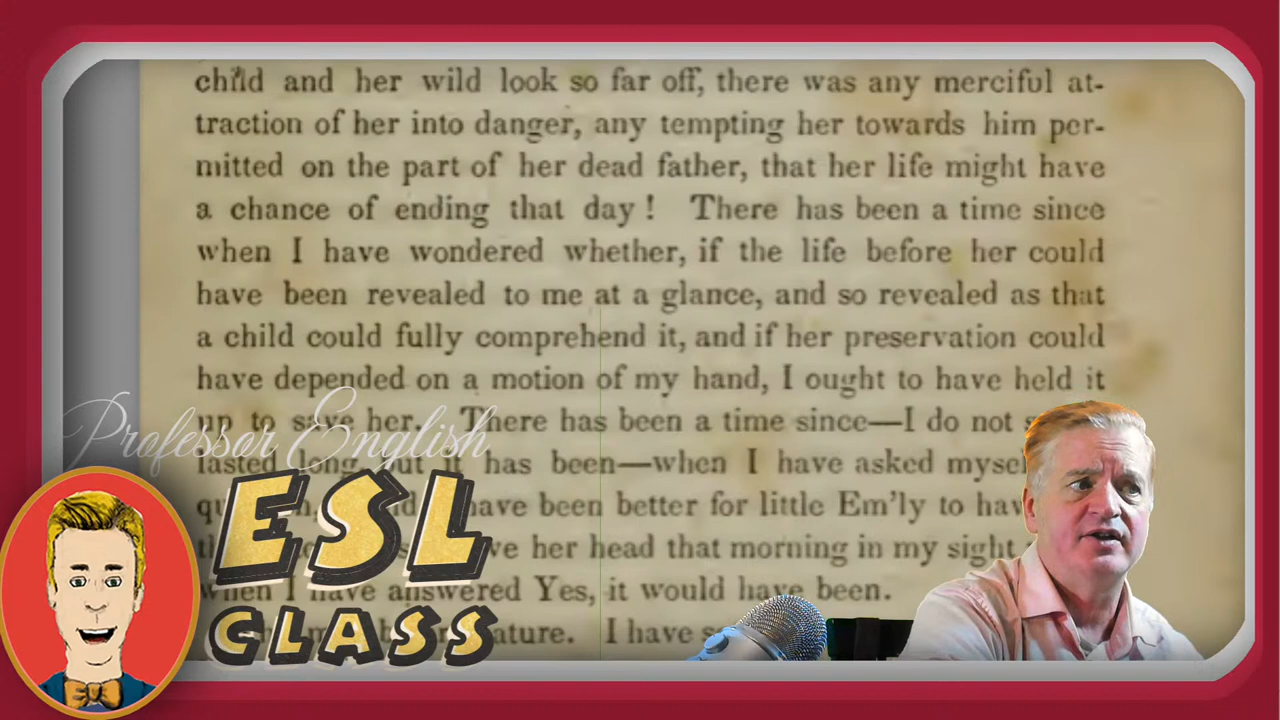 child and her wild look so far off, there was any merciful at-
traction of her into danger, any tempting her towards him per-
mitted on the part of her dead father, that her life might have
a chance of ending that day! There has been a time since
when I have wondered whether, if the life before her could
have been revealed to me at a glance, and so revealed as that
a child could fully comprehend it, and if her preservation could
have depended on a motion of my hand, I ought to have held it
up to save her. There has been a time since—I do not
lasted long, but it has been—when I have asked
have been better for little Em'ly to
her head that morning in my sight
when I have answered Yes, it would have been.
I have
Professor English
ESL
CLASS